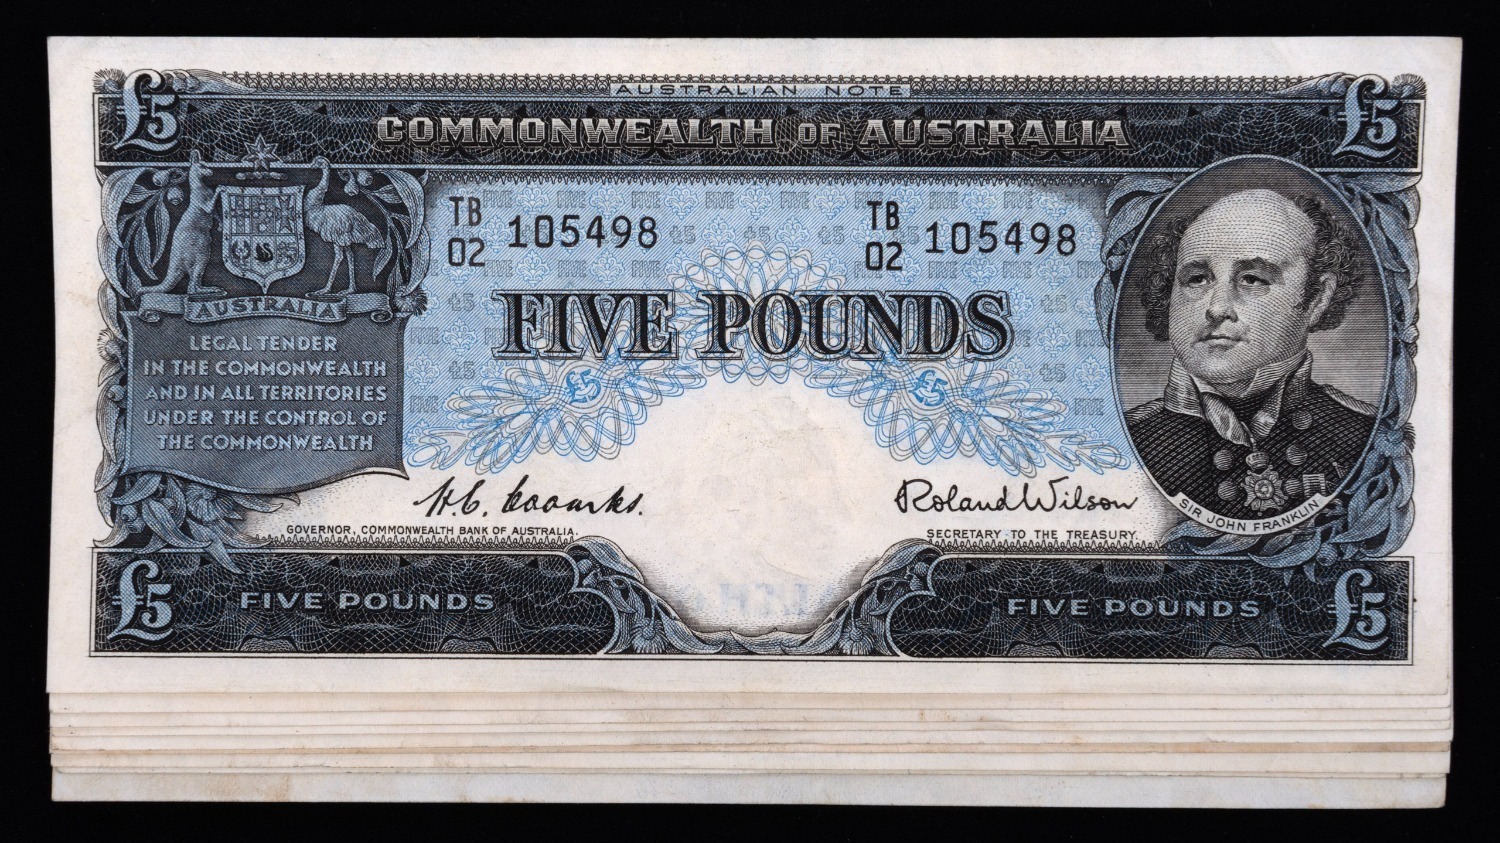 AUSTRALIAN NOTE
£5 £5
COMMONWEALTH OF AUSTRALIA
TB 02 105498
TB 02 105498
FIVE POUNDS
AUSTRALIA
LEGAL TENDER
IN THE COMMONWEALTH
AND IN ALL TERRITORIES
UNDER THE CONTROL OF
THE COMMONWEALTH
£5 £5
H.C. Coombs.
GOVERNOR, COMMONWEALTH BANK OF AUSTRALIA.
Roland Wilson
SECRETARY TO THE TREASURY.
SIR JOHN FRANKLIN
£5 FIVE POUNDS
FIVE POUNDS £5